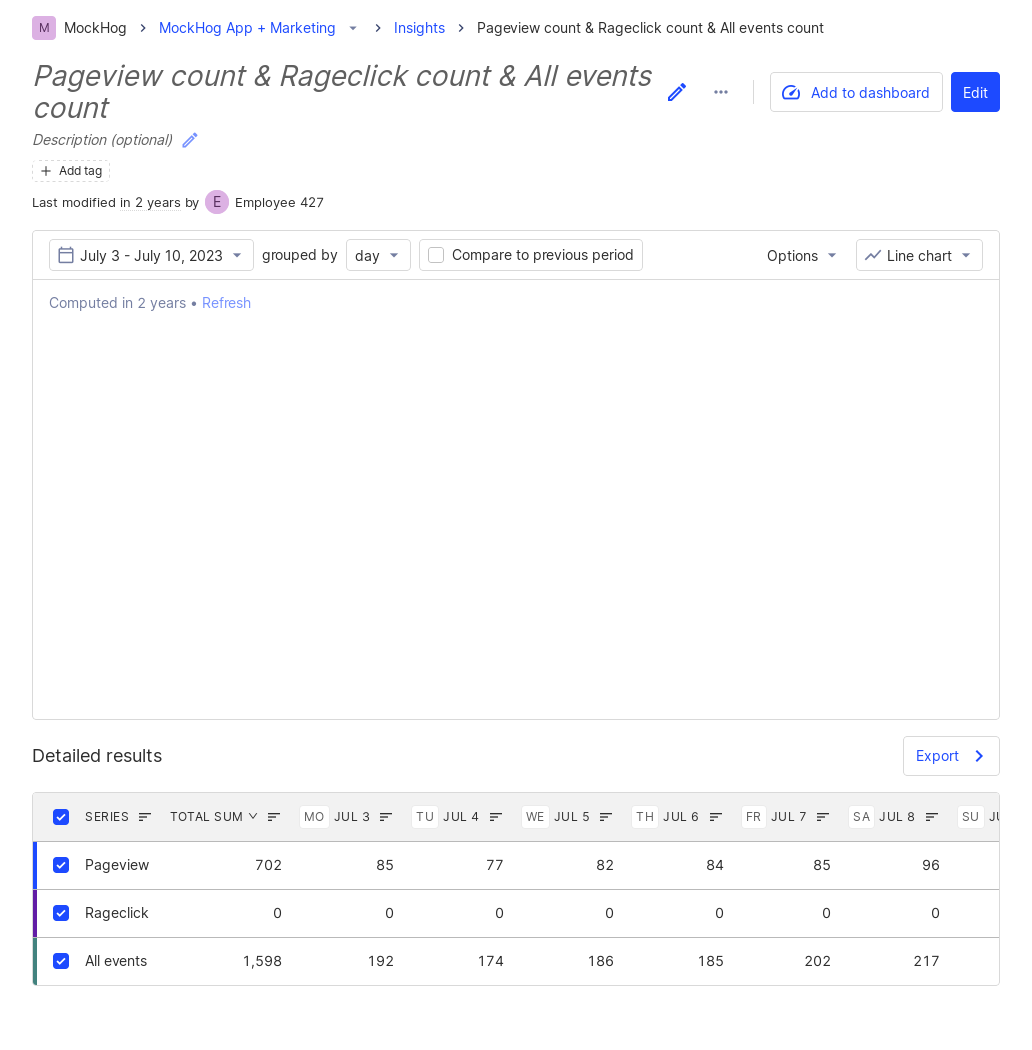 M MockHog MockHog App + Marketing Insights Pageview count & Rageclick count & All events count
Pageview count & Rageclick count & All events
count
Add to dashboard Edit
Description (optional)
Add tag
Last modified in 2 years by E Employee 427
July 3 - July 10, 2023 grouped by day Compare to previous period Options Line chart
Computed in 2 years • Refresh
Detailed results Export
SERIES TOTAL SUM MO JUL 3 TU JUL 4 WE JUL 5 TH JUL 6 FR JUL 7 SA JUL 8 SU
Pageview 702 85 77 82 84 85 96
Rageclick 0 0 0 0 0 0 0
All events 1,598 192 174 186 185 202 217